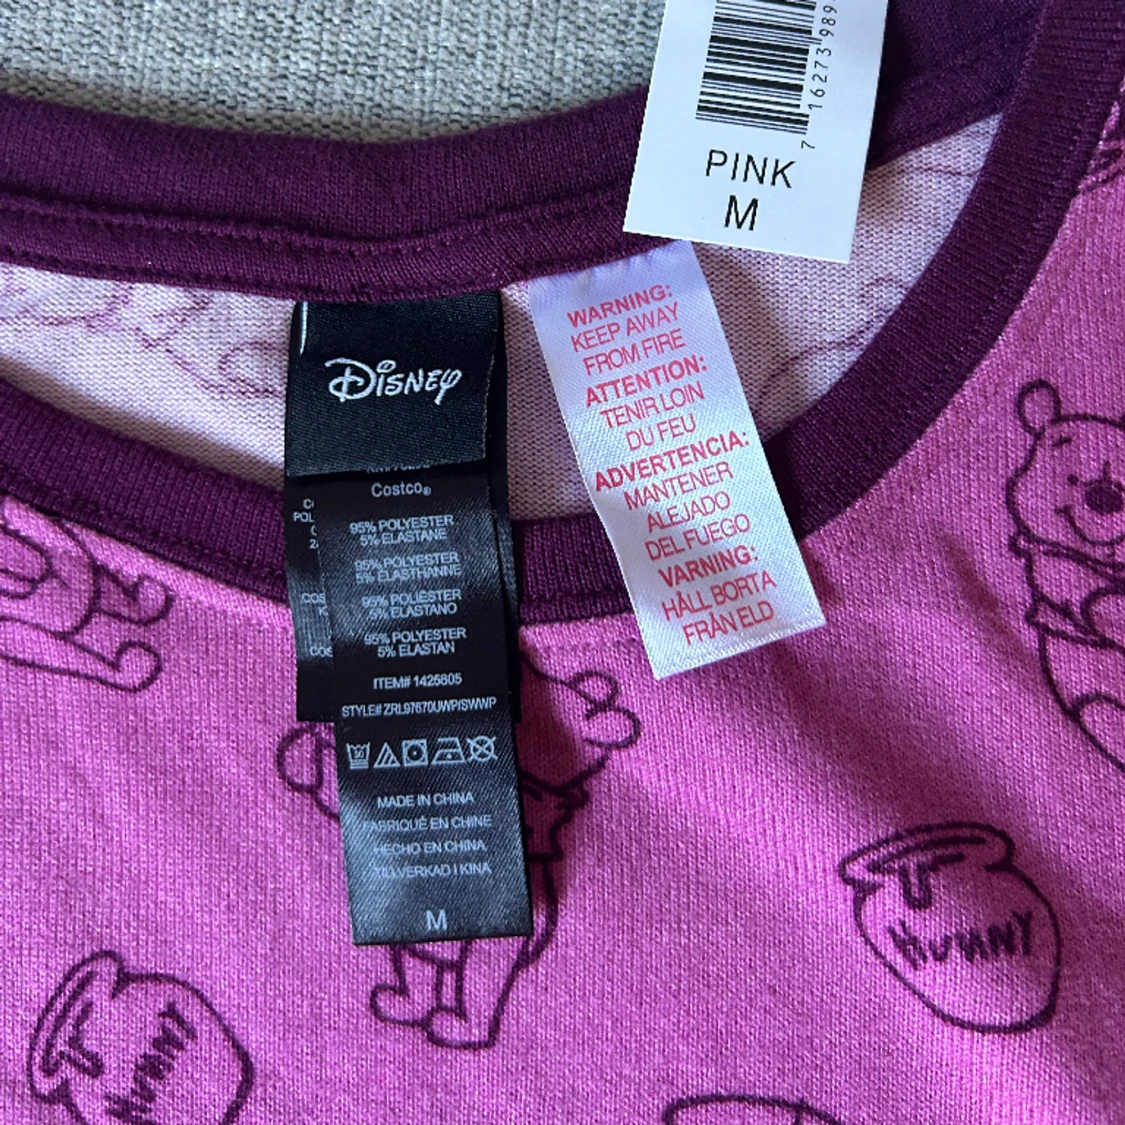 7 16273 989
PINK
M
DISNEY
Costco®
95% POLYESTER
5% ELASTANE
95% POLYESTER
5% ELASTHANNE
95% POLIÉSTER
5% ELASTANO
95% POLYESTER
5% ELASTAN
ITEM# 1425805
STYLE# ZRL97670UWP/SWWP
MADE IN CHINA
FABRIQUÉ EN CHINE
HECHO EN CHINA
TILLVERKAD I KINA
M
WARNING:
KEEP AWAY
FROM FIRE
ATTENTION:
TENIR LOIN
DU FEU
ADVERTENCIA:
MANTENER
ALEJADO
DEL FUEGO
VARNING:
HÅLL BORTA
FRÅN ELD
HUNNY
HUNNY